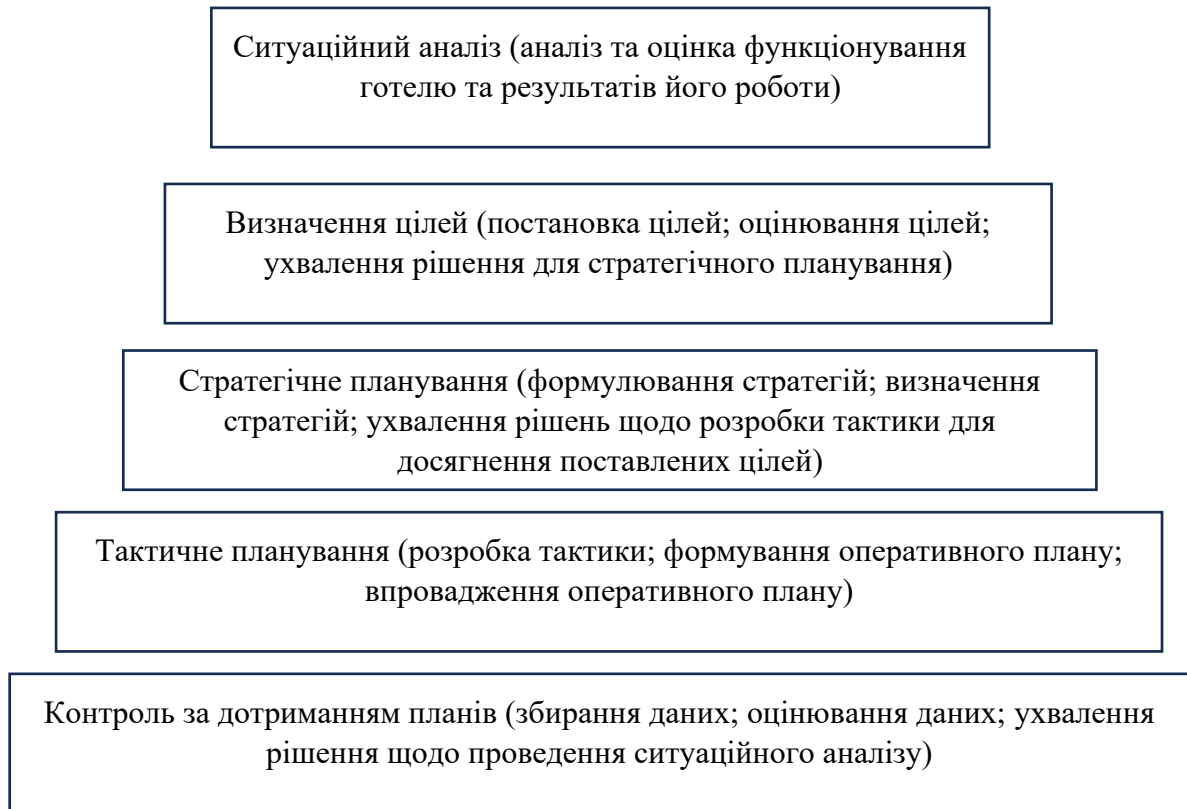 Ситуаційний аналіз (аналіз та оцінка функціонування
готелю та результатів його роботи)
Визначення цілей (постановка цілей; оцінювання цілей;
ухвалення рішення для стратегічного планування)
Стратегічне планування (формулювання стратегій; визначення
стратегій; ухвалення рішень щодо розробки тактики для
досягнення поставлених цілей)
Тактичне планування (розробка тактики; формування оперативного плану;
впровадження оперативного плану)
Контроль за дотриманням планів (збирання даних; оцінювання даних; ухвалення
рішення щодо проведення ситуаційного аналізу)